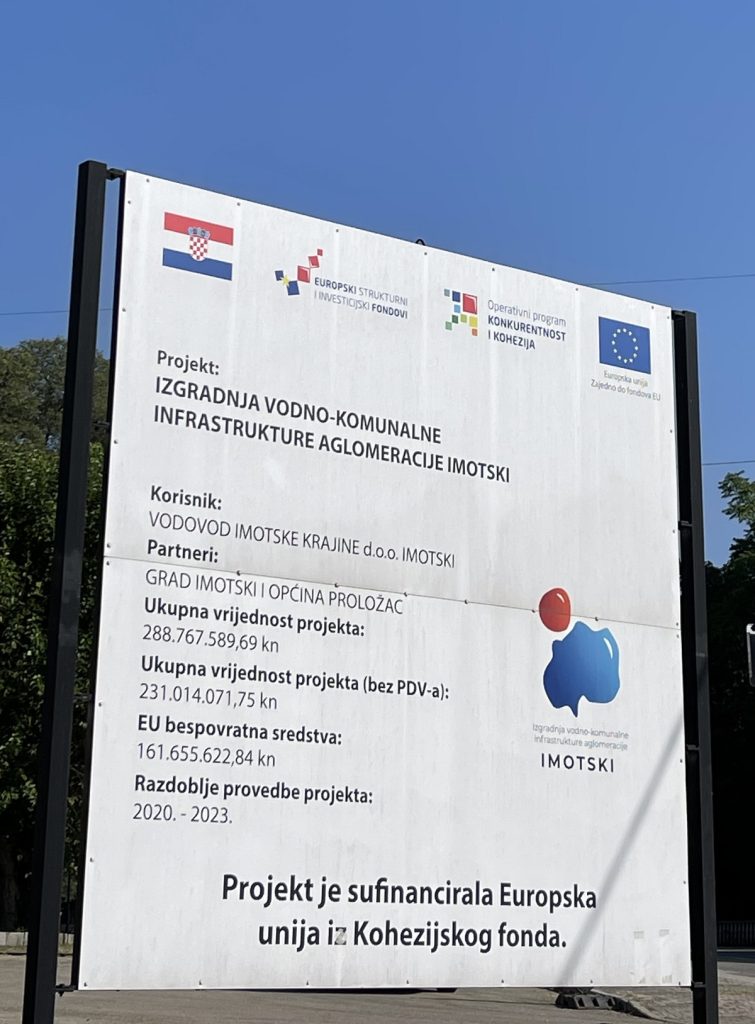 EUROPSKI STRUKTURNI
I INVESTICIJSKI FONDOVI
Operativni program
KONKURENTNOST
I KOHEZIJA
Europska unija
Zajedno do fondova EU
Projekt:
IZGRADNJA VODNO-KOMUNALNE
INFRASTRUKTURE AGLOMERACIJE IMOTSKI
Korisnik:
VODOVOD IMOTSKE KRAJINE d.o.o. IMOTSKI
Partneri:
GRAD IMOTSKI I OPĆINA PROLOŽAC
Ukupna vrijednost projekta:
288.767.589,69 kn
Ukupna vrijednost projekta (bez PDV-a):
231.014.071,75 kn
EU bespovratna sredstva:
161.655.622,84 kn
Razdoblje provedbe projekta:
2020. - 2023.
Izgradnja vodno-komunalne
infrastrukture aglomeracije
IMOTSKI
Projekt je sufinancirala Europska
unija iz Kohezijskog fonda.